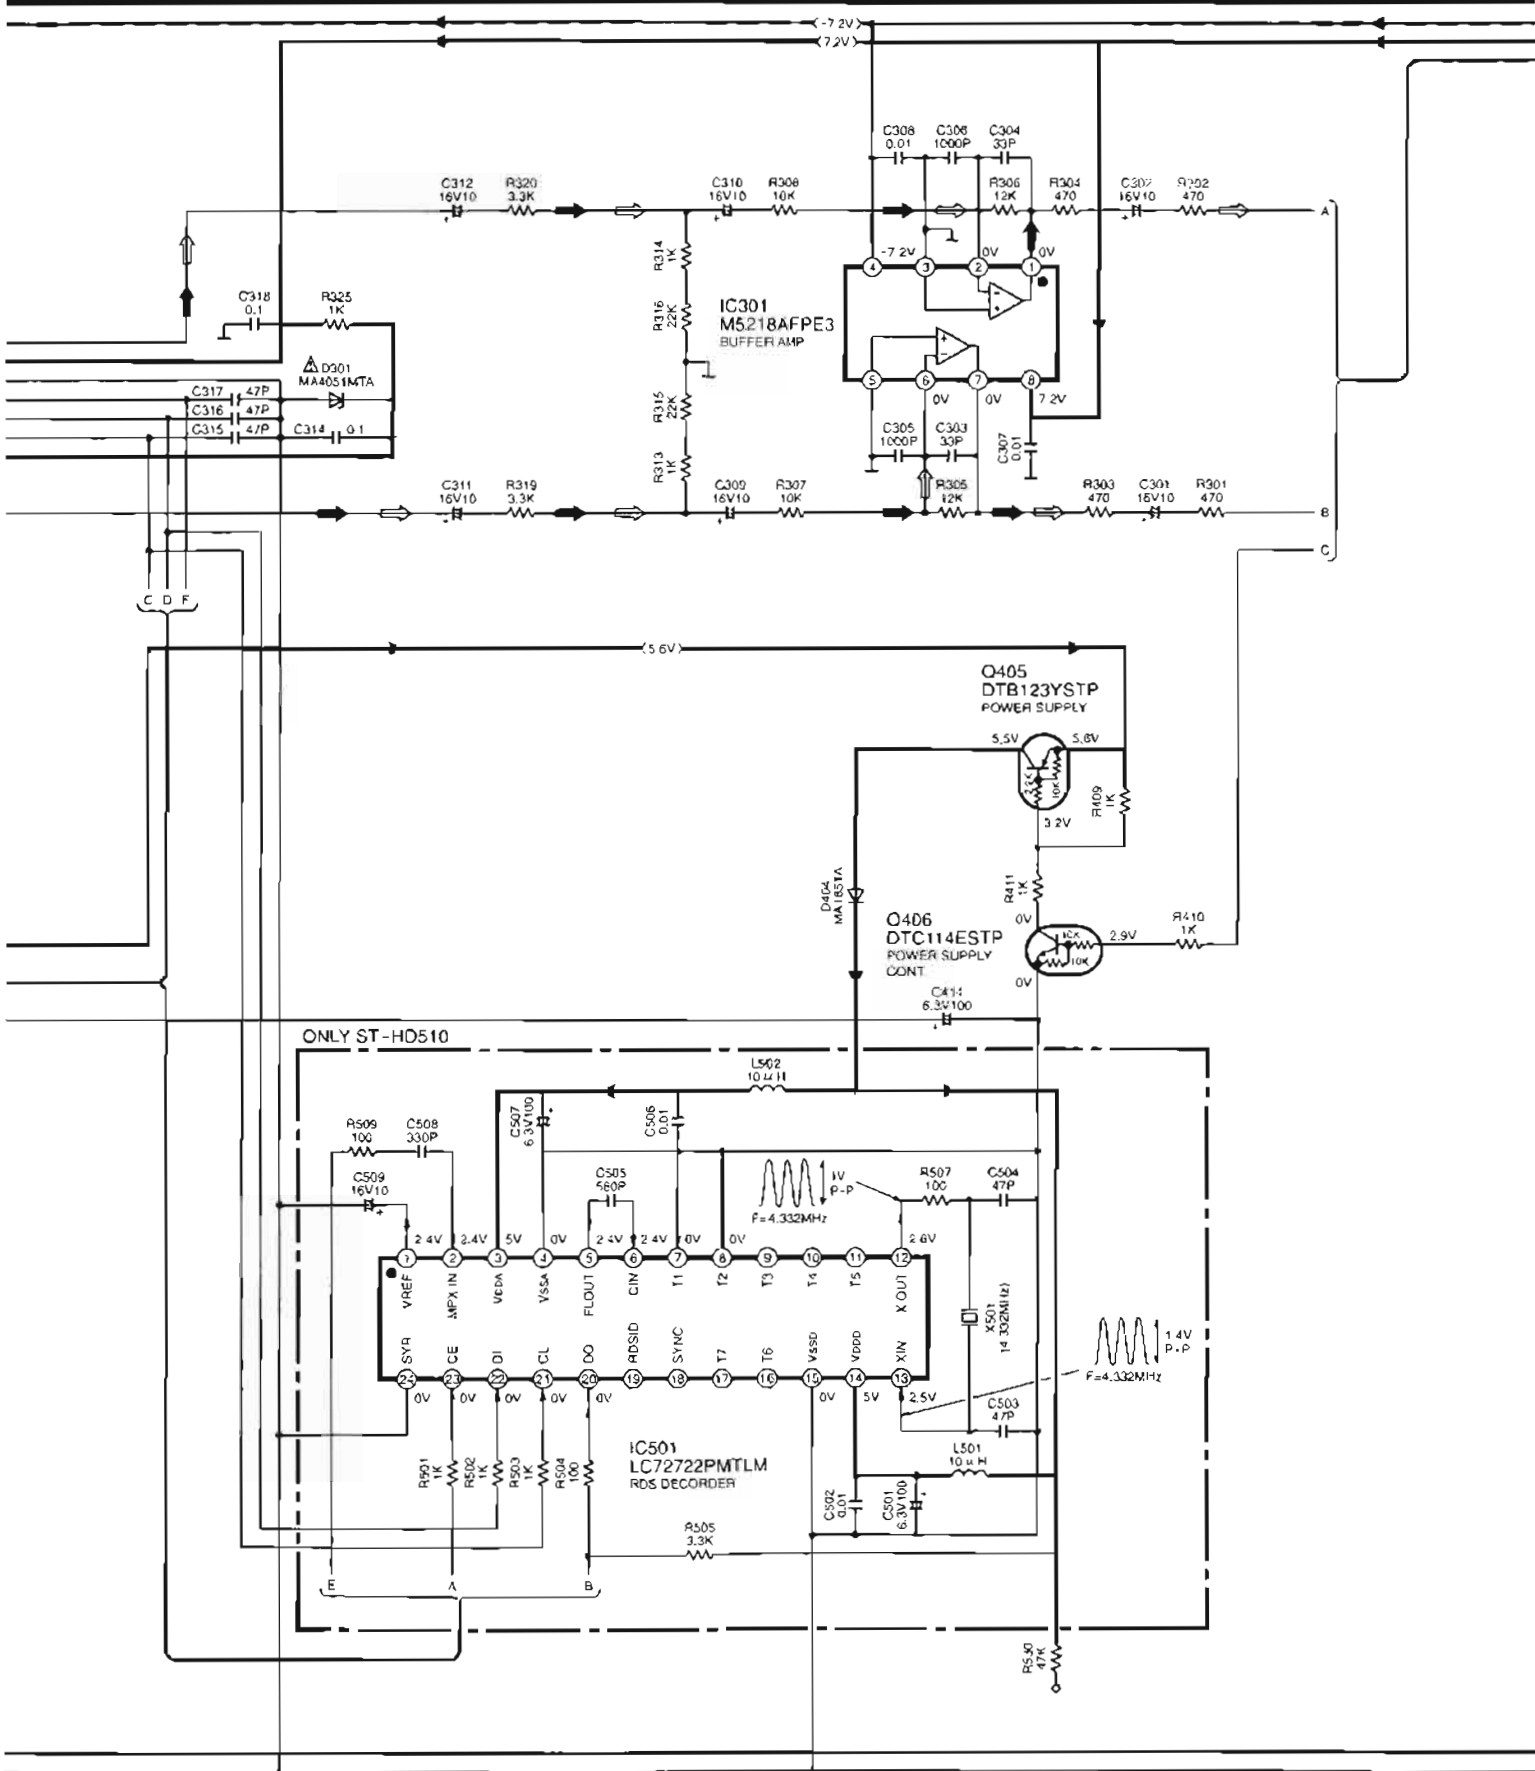 (-7.2V)
(7.2V)
C308 0.01
C306 1000P
C304 33P
C312 16V10
R320 3.3K
C310 16V10
R308 10K
R306 12K
R304 470
C302 16V10
R302 470
A
R314 1K
-7.2V
0V
0V
4 3 2 1
C318 0.1
R325 1K
R316 22K
IC301
M5218AFPE3
BUFFER AMP
D301
MA4051MTA
C317 47P
C316 47P
C315 47P
C314 0.1
5 6 7 8
0V
0V
7.2V
R315 22K
C305 1000P
C303 33P
C307 0.01
R313 1K
C311 16V10
R319 3.3K
C309 16V10
R307 10K
R305 12K
R303 470
C301 16V10
R301 470
B
C
C D F
(5.6V)
Q405
DTB123YSTP
POWER SUPPLY
5.5V
5.6V
2.2K
10K
R409 1K
3.2V
D404 MA165TA
R411 1K
Q406
DTC114ESTP
POWER SUPPLY
CONT.
0V
10K
10K
2.9V
R410 1K
0V
C414
6.3V100
ONLY ST-HD510
L502
10μH
C507 6.3V100
C506 0.01
R509 100
C508 330P
C509 16V10
C505 560P
1V
P-P
F=4.332MHz
R507 100
C504 47P
2.4V 2.4V 5V 0V 2.4V 2.4V 0V 0V 2.6V
1 2 3 4 5 6 7 8 9 10 11 12
VREF MPX IN VDDA VSSA FLOUT CIN T1 T2 T3 T4 T5 X OUT
X501 (4.332MHz)
1.4V
P-P
F=4.332MHz
SYR CE DI CL DO RDSID SYNC T7 T6 VSSD VDDD XIN
24 23 22 21 20 19 18 17 16 15 14 13
0V 0V 0V 0V 0V 0V 5V 2.5V
C503 47P
IC501
LC72722PMTLM
RDS DECORDER
R501 1K
R502 1K
R503 1K
R504 100
L501
10μH
C502 0.01
C501 6.3V100
R505
3.3K
E A B
R530 47K